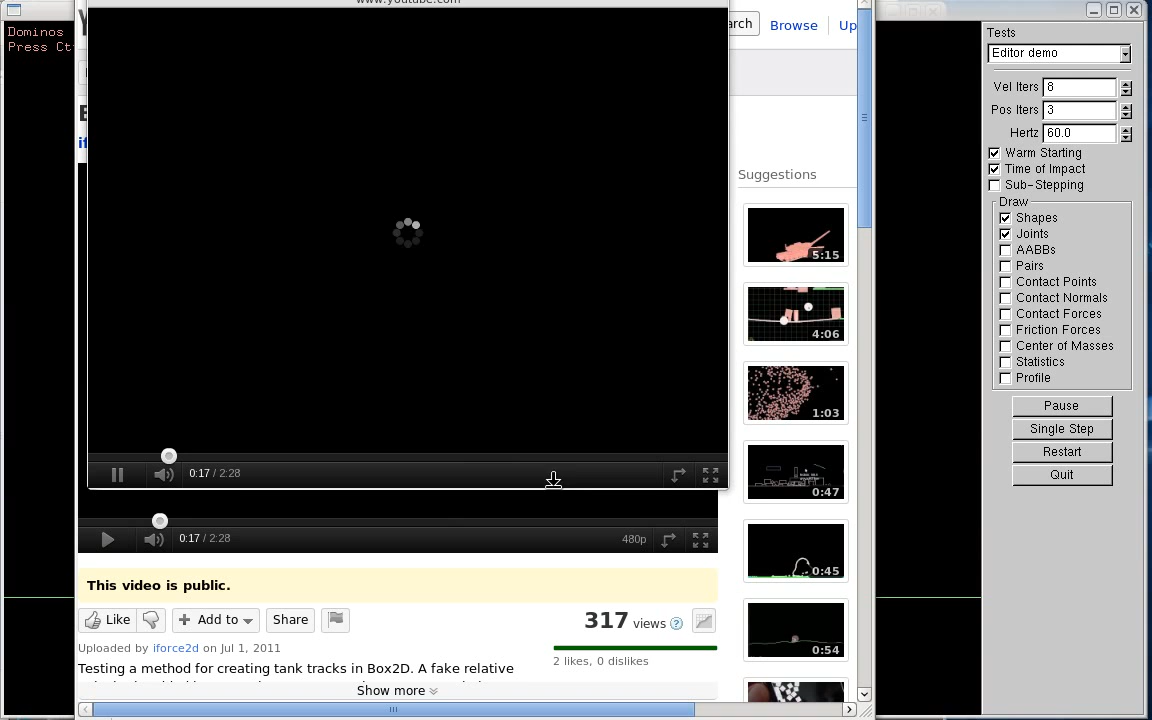 www.youtube.com
Dominos
Press Ct
arch
Browse
Up
Suggestions
5:15
4:06
1:03
0:47
0:45
0:54
0:17 / 2:28
0:17 / 2:28
480p
This video is public.
Like
Add to
Share
317 views
Uploaded by iforce2d on Jul 1, 2011
2 likes, 0 dislikes
Testing a method for creating tank tracks in Box2D. A fake relative
Show more
Tests
Editor demo
Vel Iters 8
Pos Iters 3
Hertz 60.0
Warm Starting
Time of Impact
Sub-Stepping
Draw
Shapes
Joints
AABBs
Pairs
Contact Points
Contact Normals
Contact Forces
Friction Forces
Center of Masses
Statistics
Profile
Pause
Single Step
Restart
Quit